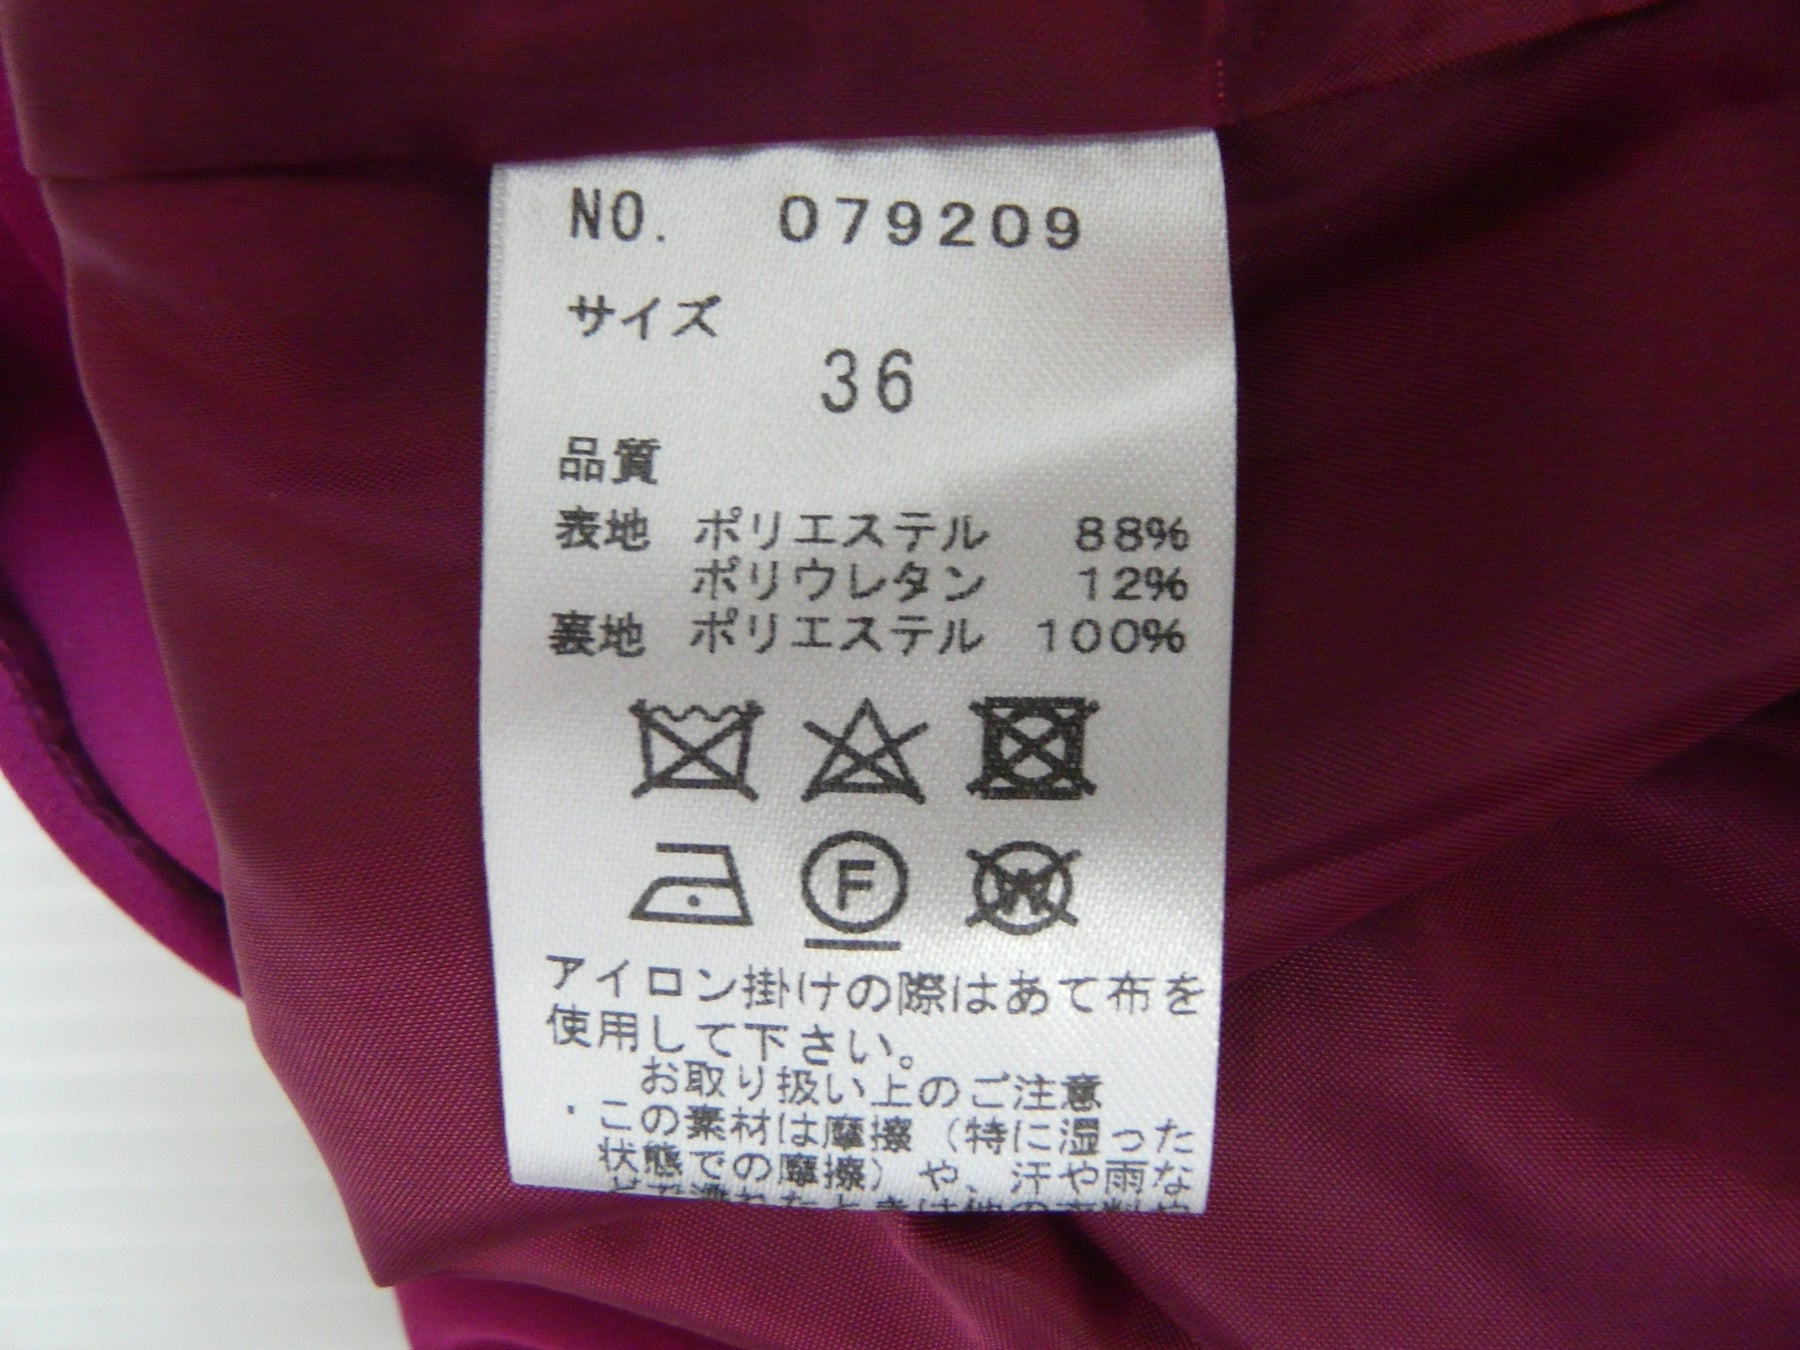 NO. 079209
サイズ
36
品質
表地 ポリエステル 88%
ポリウレタン 12%
裏地 ポリエステル 100%
F
W
アイロン掛けの際はあて布を
使用して下さい。
お取り扱い上のご注意
・この素材は摩擦（特に湿った
状態での摩擦）や、汗や雨な